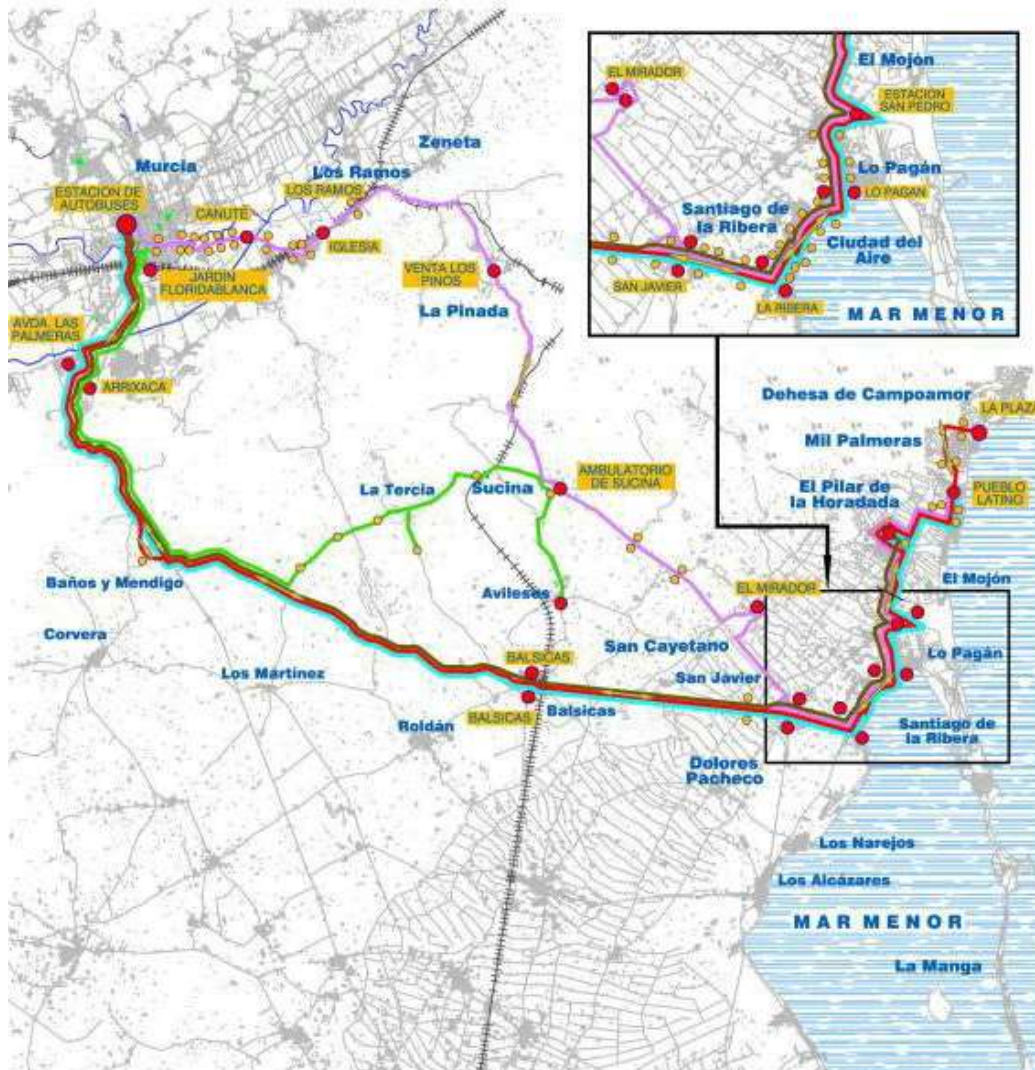 El Mojón
EL MIRADOR
ESTACION
SAN PEDRO
Zeneta
Murcia
Los Ramos
Lo Pagán
ESTACION DE
AUTOBUSES
LOS RAMOS
LO PAGAN
CANUTE
Santiago de
la Ribera
IGLESIA
Ciudad del
Aire
JARDIN
FLORIDABLANCA
VENTA LOS
PINOS
SAN JAVIER
LA RIBERA
La Pinada
MAR MENOR
AVDA. LAS
PALMERAS
ARRIXACA
Dehesa de Campoamor
LA PLAZA
Mil Palmeras
El Pilar de
la Horadada
PUEBLO
LATINO
La Tercia
Sucina
AMBULATORIO
DE SUCINA
Baños y Mendigo
Avileses
EL MIRADOR
El Mojón
Corvera
San Cayetano
Lo Pagán
Los Martínez
BALSICAS
San Javier
BALSICAS
Balsicas
Roldán
Santiago de
la Ribera
Dolores
Pacheco
Los Narejos
Los Alcázares
MAR MENOR
La Manga